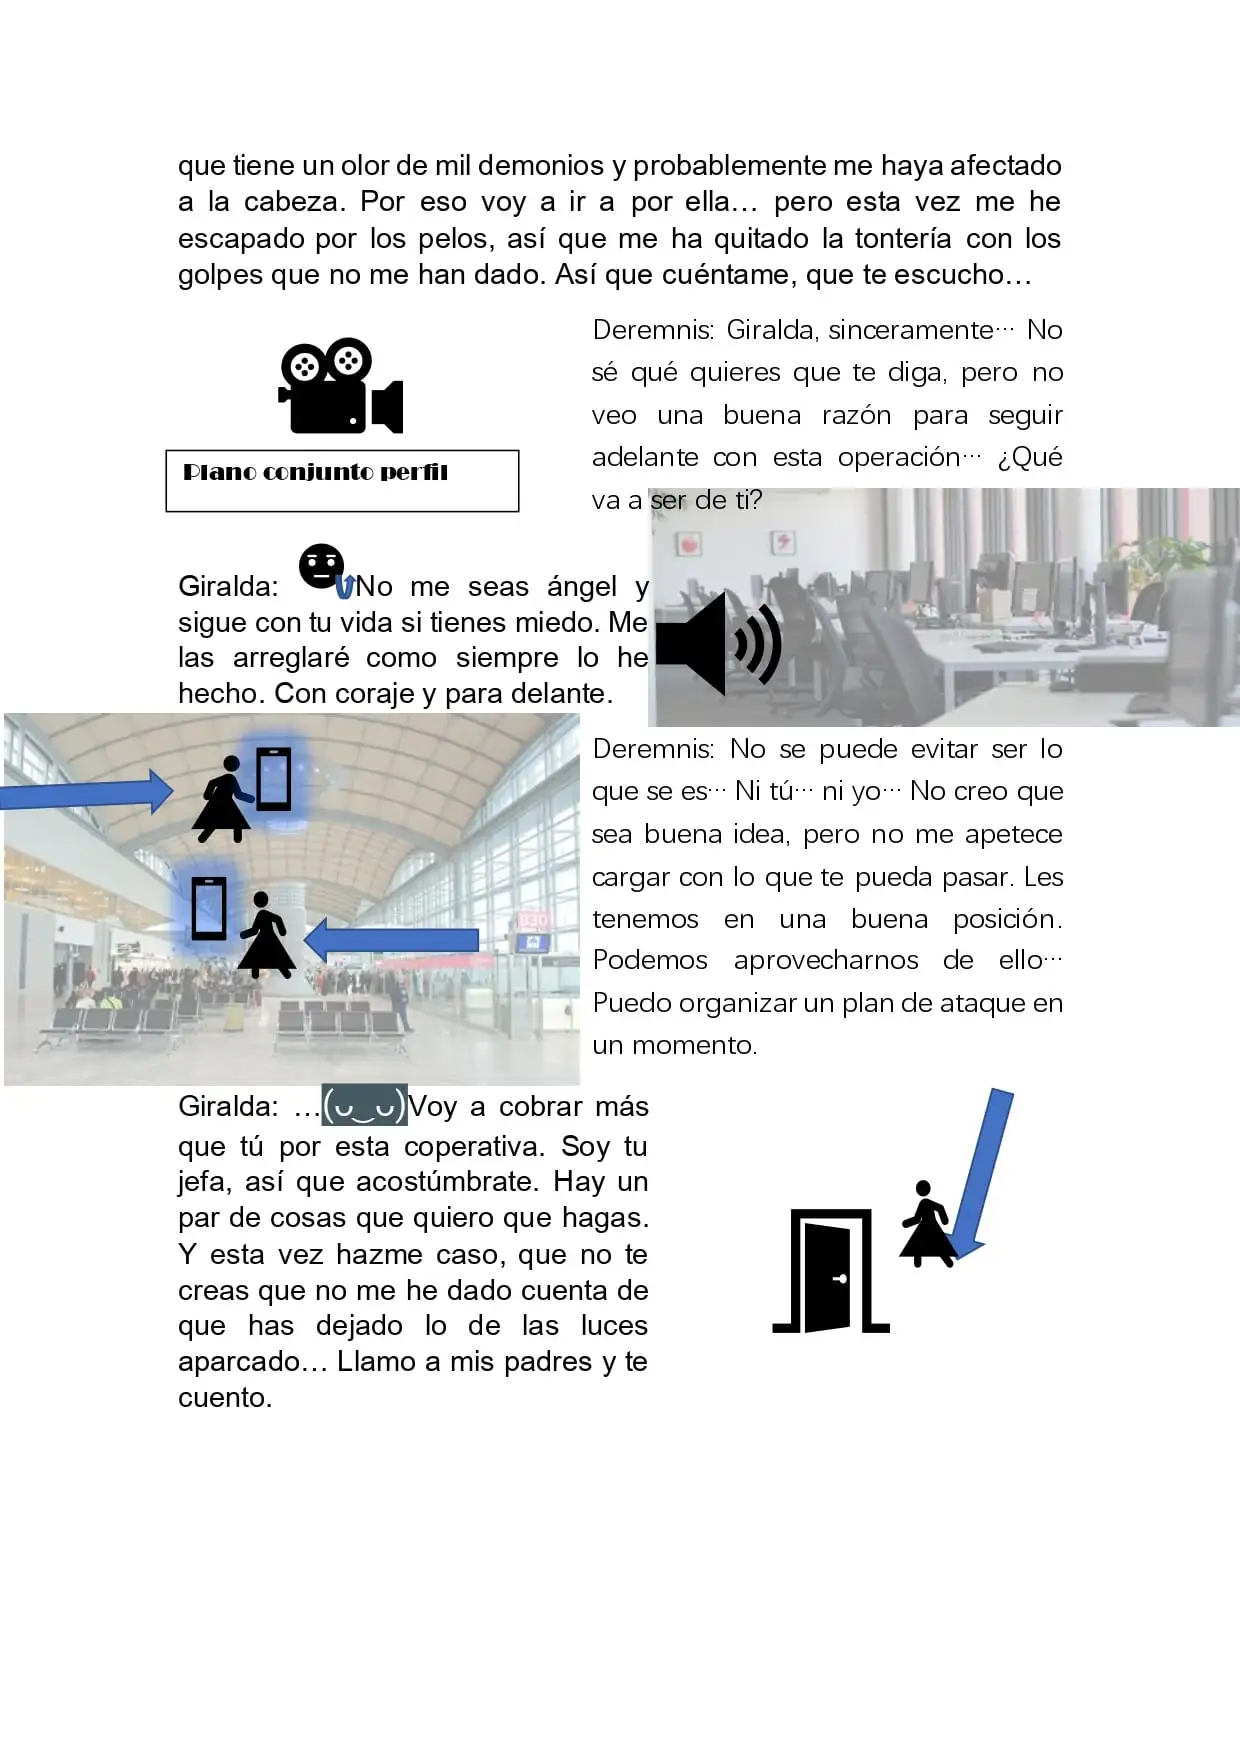 que tiene un olor de mil demonios y probablemente me haya afectado
a la cabeza. Por eso voy a ir a por ella… pero esta vez me he
escapado por los pelos, así que me ha quitado la tontería con los
golpes que no me han dado. Así que cuéntame, que te escucho…
Deremnis: Giralda, sinceramente… No
sé qué quieres que te diga, pero no
veo una buena razón para seguir
adelante con esta operación… ¿Qué
va a ser de ti?
Plano conjunto perfil
Giralda: No me seas ángel y
sigue con tu vida si tienes miedo. Me
las arreglaré como siempre lo he
hecho. Con coraje y para delante.
Deremnis: No se puede evitar ser lo
que se es… Ni tú… ni yo… No creo que
sea buena idea, pero no me apetece
cargar con lo que te pueda pasar. Les
tenemos en una buena posición.
Podemos aprovecharnos de ello…
Puedo organizar un plan de ataque en
un momento.
B30
Giralda: …(ᴗ‿ᴗ)Voy a cobrar más
que tú por esta coperativa. Soy tu
jefa, así que acostúmbrate. Hay un
par de cosas que quiero que hagas.
Y esta vez hazme caso, que no te
creas que no me he dado cuenta de
que has dejado lo de las luces
aparcado… Llamo a mis padres y te
cuento.